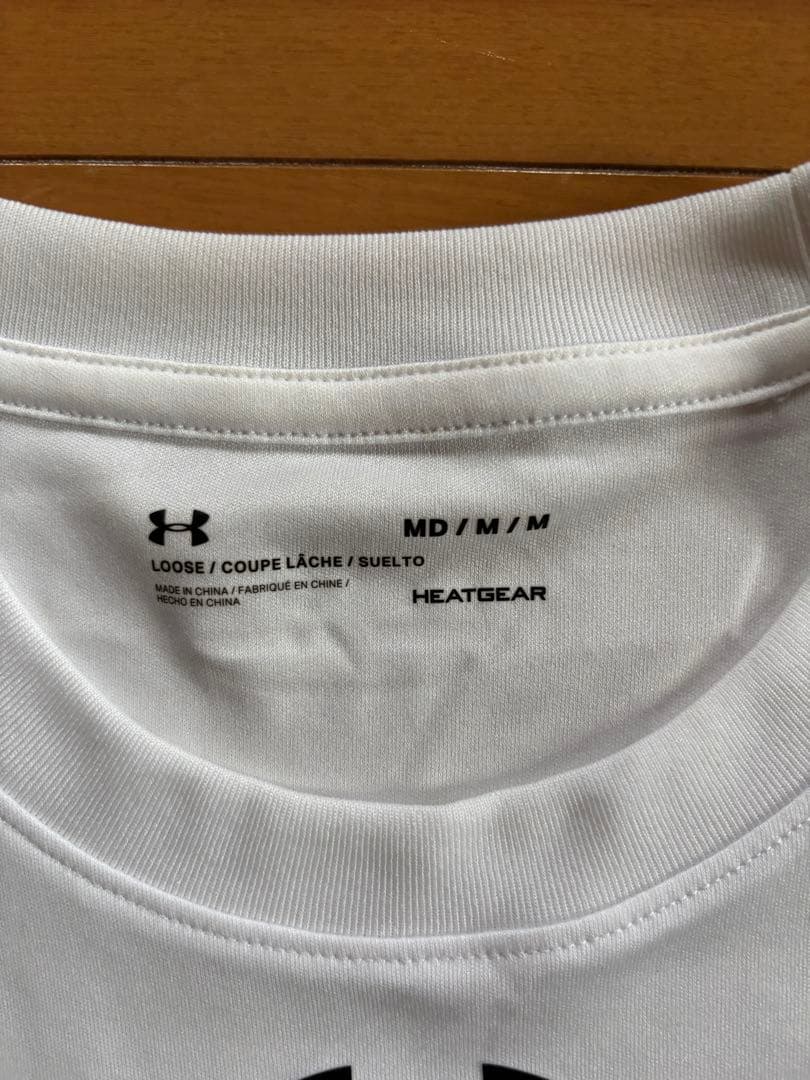 MD / M / M
LOOSE / COUPE LÂCHE / SUELTO
MADE IN CHINA / FABRIQUÉ EN CHINE /
HECHO EN CHINA
HEATGEAR